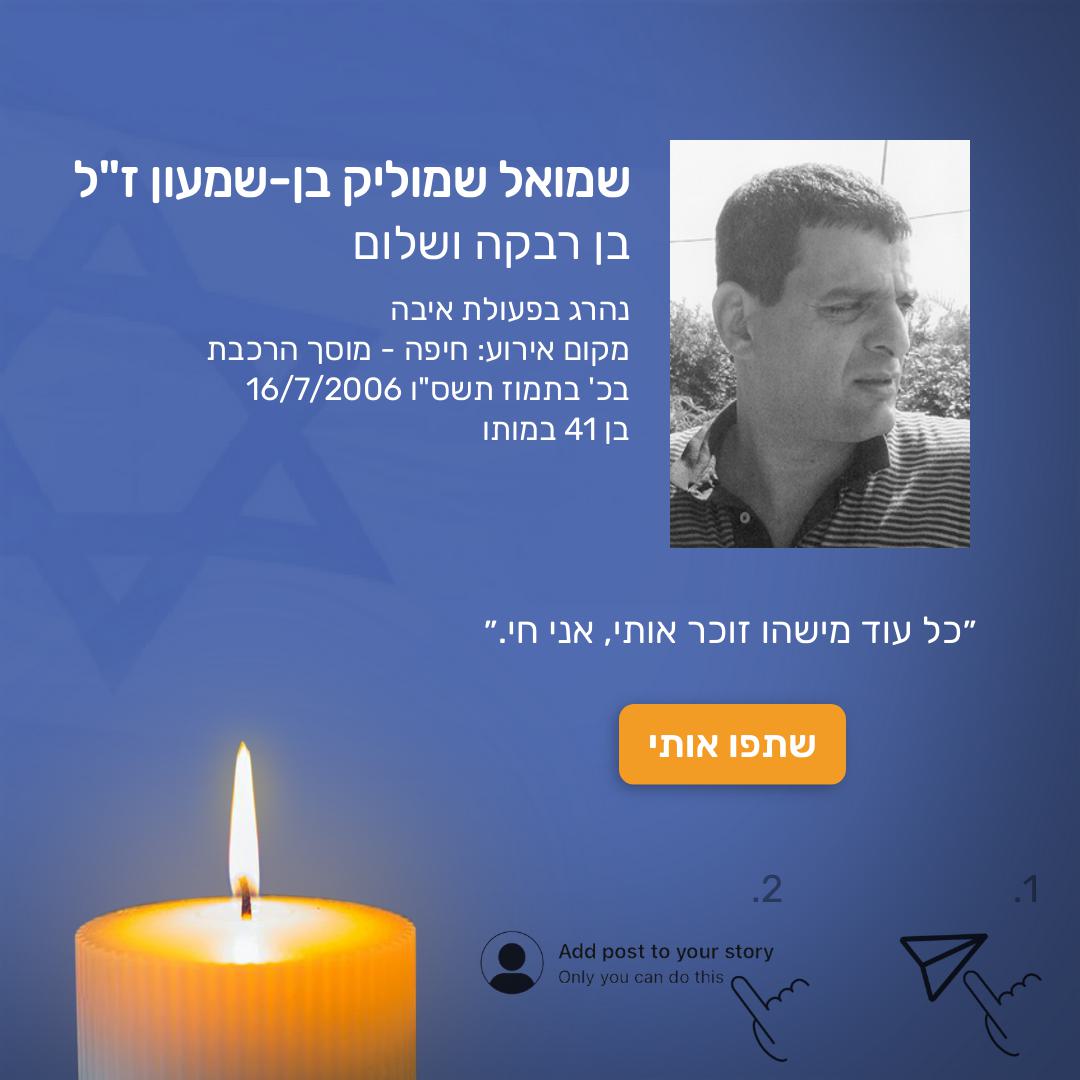 שמואל שמוליק בן-שמעון ז"ל
בן רבקה ושלום
נהרג בפעולת איבה
מקום אירוע: חיפה - מוסך הרכבת
בכ' בתמוז תשס"ו 16/7/2006
בן 41 במותו
״כל עוד מישהו זוכר אותי, אני חי.״
שתפו אותי
1.
2.
Add post to your story
Only you can do this